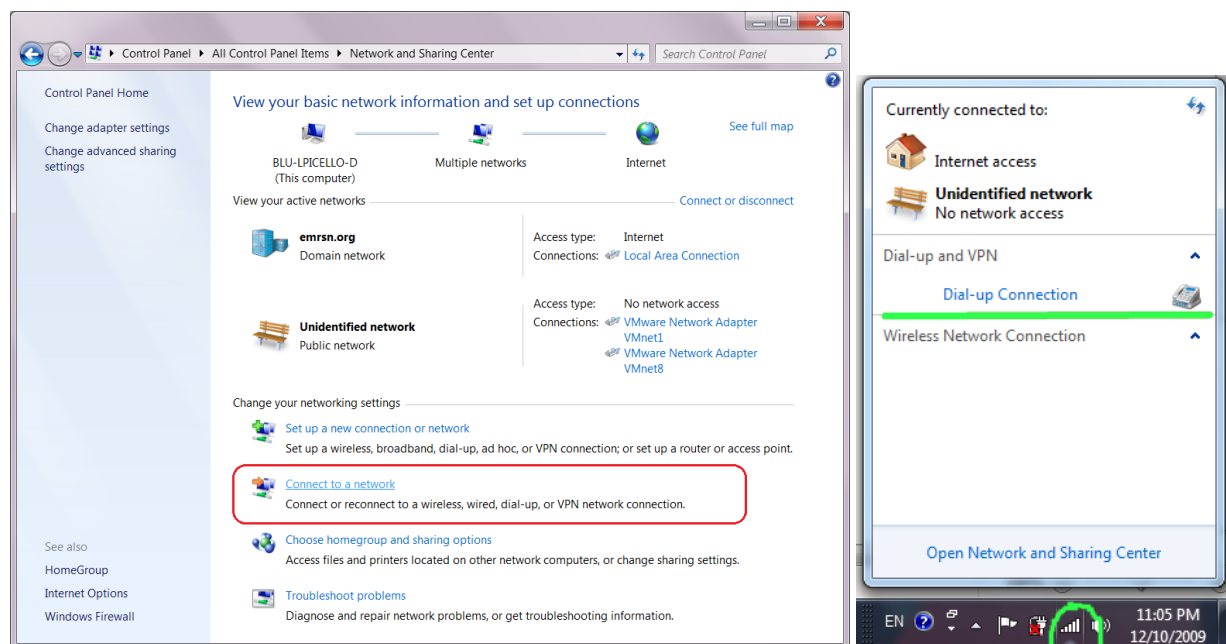 Control Panel ▸ All Control Panel Items ▸ Network and Sharing Center
Search Control Panel
Control Panel Home
Change adapter settings
Change advanced sharing
settings
See also
HomeGroup
Internet Options
Windows Firewall
View your basic network information and set up connections
See full map
BLU-LPICELLO-D
(This computer)
Multiple networks
Internet
View your active networks
Connect or disconnect
emrsn.org
Domain network
Access type: Internet
Connections: Local Area Connection
Unidentified network
Public network
Access type: No network access
Connections: VMware Network Adapter
VMnet1
VMware Network Adapter
VMnet8
Change your networking settings
Set up a new connection or network
Set up a wireless, broadband, dial-up, ad hoc, or VPN connection; or set up a router or access point.
Connect to a network
Connect or reconnect to a wireless, wired, dial-up, or VPN network connection.
Choose homegroup and sharing options
Access files and printers located on other network computers, or change sharing settings.
Troubleshoot problems
Diagnose and repair network problems, or get troubleshooting information.
Currently connected to:
Internet access
Unidentified network
No network access
Dial-up and VPN
Dial-up Connection
Wireless Network Connection
Open Network and Sharing Center
EN
11:05 PM
12/10/2009